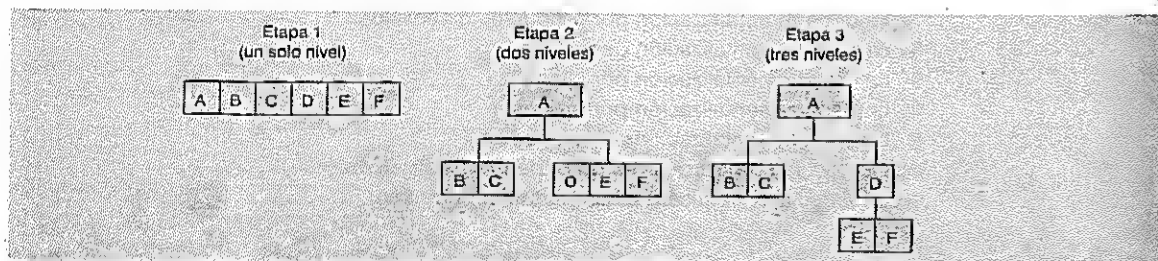 Etapa 1
(un solo nivel)
A B C D E F
Etapa 2
(dos niveles)
A
B C
O E F
Etapa 3
(tres niveles)
A
B C
D
E F